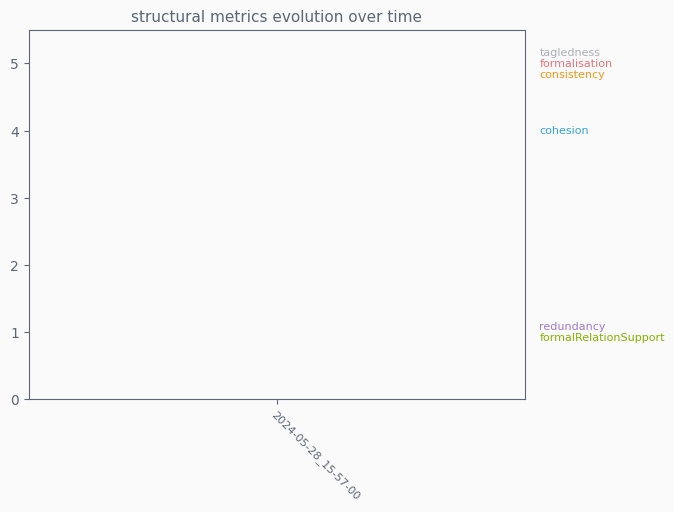 structural metrics evolution over time
5
4
3
2
1
0
2024-05-28_15-57-00
tagledness
formalisation
consistency
cohesion
redundancy
formalRelationSupport